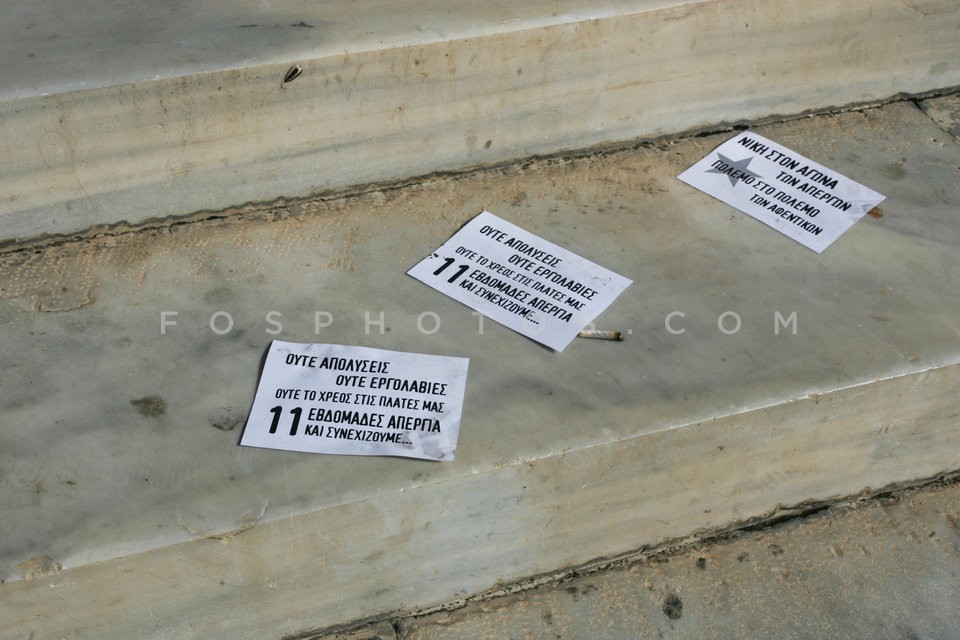 ΝΙΚΗ ΣΤΟΝ ΑΓΩΝΑ
ΤΩΝ ΑΠΕΡΓΩΝ
ΠΟΛΕΜΟ ΣΤΟ ΠΟΛΕΜΟ
ΤΩΝ ΑΦΕΝΤΙΚΩΝ
ΟΥΤΕ ΑΠΟΛΥΣΕΙΣ
ΟΥΤΕ ΕΡΓΟΛΑΒΙΕΣ
ΟΥΤΕ ΤΟ ΧΡΕΟΣ ΣΤΙΣ ΠΛΑΤΕΣ ΜΑΣ
11 ΕΒΔΟΜΑΔΕΣ ΑΠΕΡΓΙΑ
ΚΑΙ ΣΥΝΕΧΙΖΟΥΜΕ...
ΟΥΤΕ ΑΠΟΛΥΣΕΙΣ
ΟΥΤΕ ΕΡΓΟΛΑΒΙΕΣ
ΟΥΤΕ ΤΟ ΧΡΕΟΣ ΣΤΙΣ ΠΛΑΤΕΣ ΜΑΣ
11 ΕΒΔΟΜΑΔΕΣ ΑΠΕΡΓΙΑ
ΚΑΙ ΣΥΝΕΧΙΖΟΥΜΕ...
FOSPHOTOS.COM